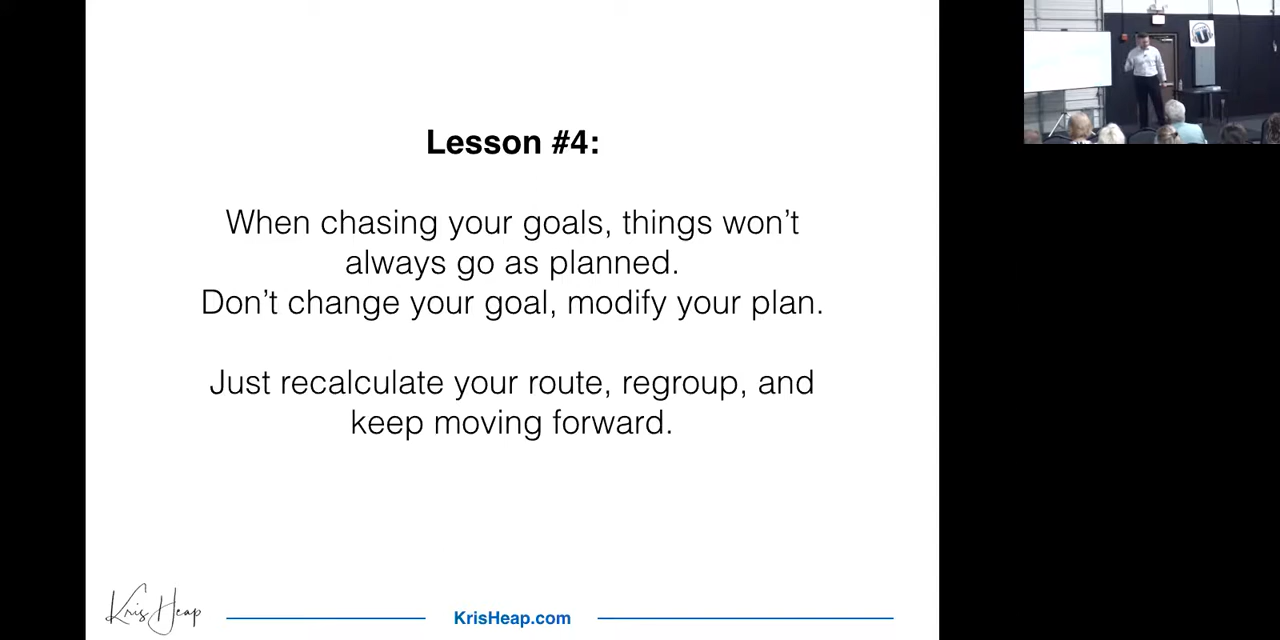 Lesson #4:
When chasing your goals, things won’t
always go as planned.
Don’t change your goal, modify your plan.
Just recalculate your route, regroup, and
keep moving forward.
Kris Heap
KrisHeap.com
U